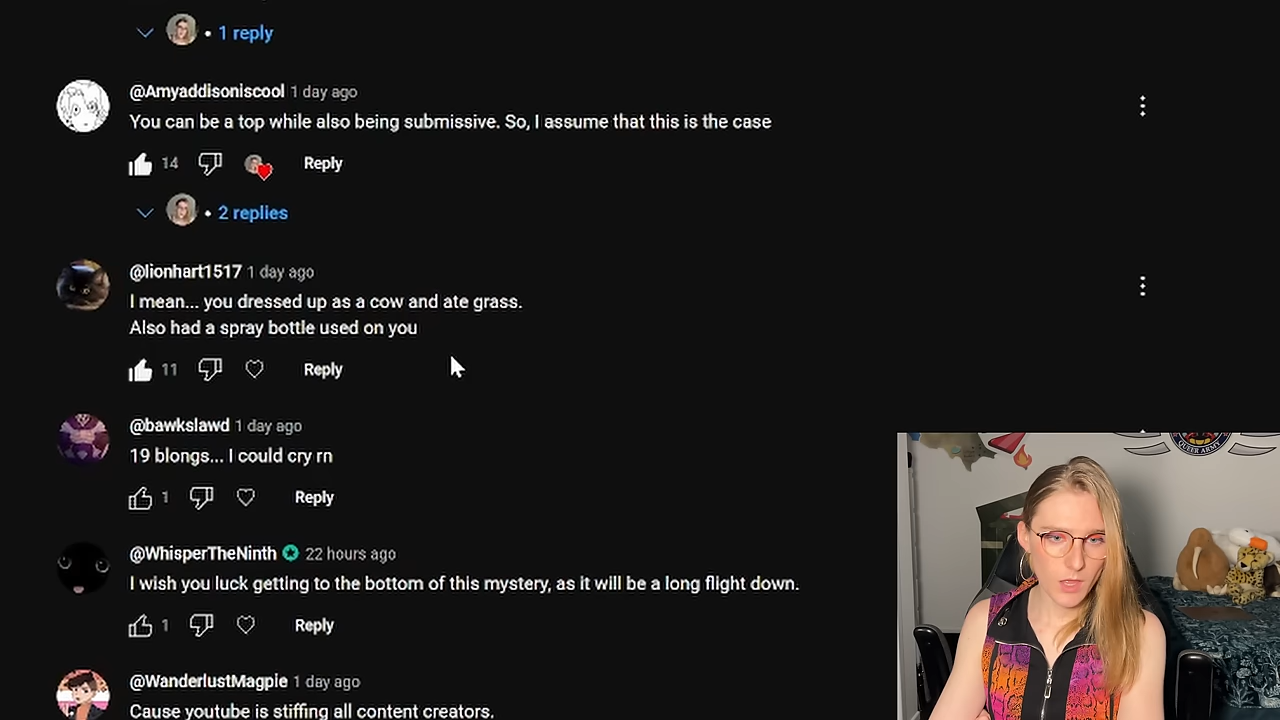 1 reply
@Amyaddisoniscool 1 day ago
You can be a top while also being submissive. So, I assume that this is the case
14 Reply
2 replies
@lionhart1517 1 day ago
I mean... you dressed up as a cow and ate grass.
Also had a spray bottle used on you
11 Reply
@bawkslawd 1 day ago
19 blongs... I could cry rn
1 Reply
@WhisperTheNinth 22 hours ago
I wish you luck getting to the bottom of this mystery, as it will be a long flight down.
1 Reply
@WanderlustMagpie 1 day ago
Cause youtube is stiffing all content creators.
QUEER ARMY